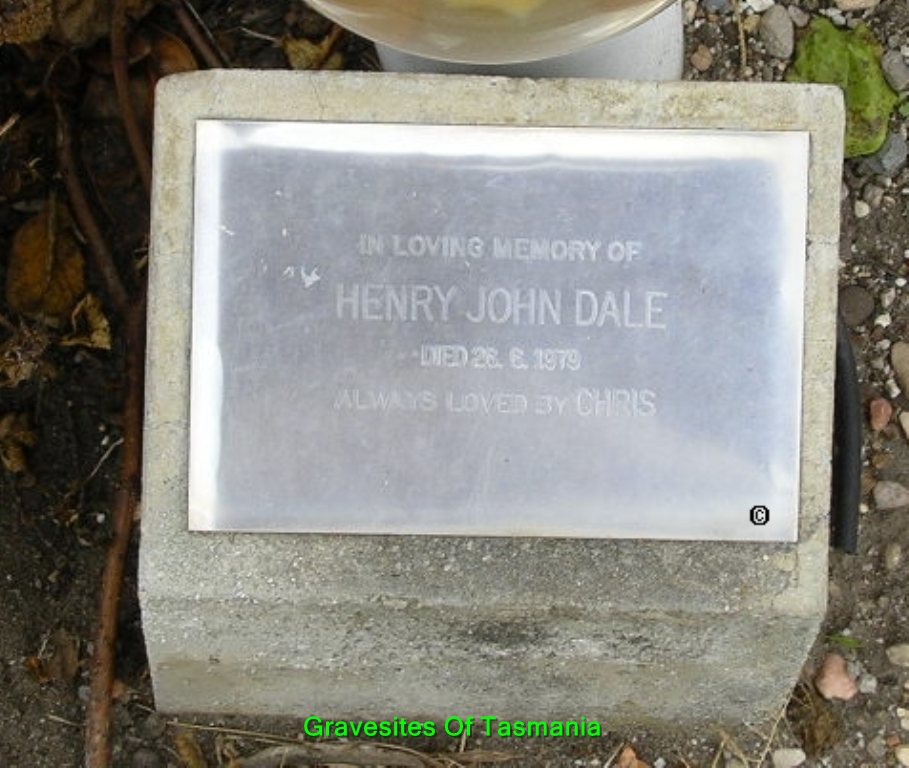 IN LOVING MEMORY OF
HENRY JOHN DALE
DIED 26. 6. 1979
ALWAYS LOVED BY CHRIS
©
Gravesites Of Tasmania